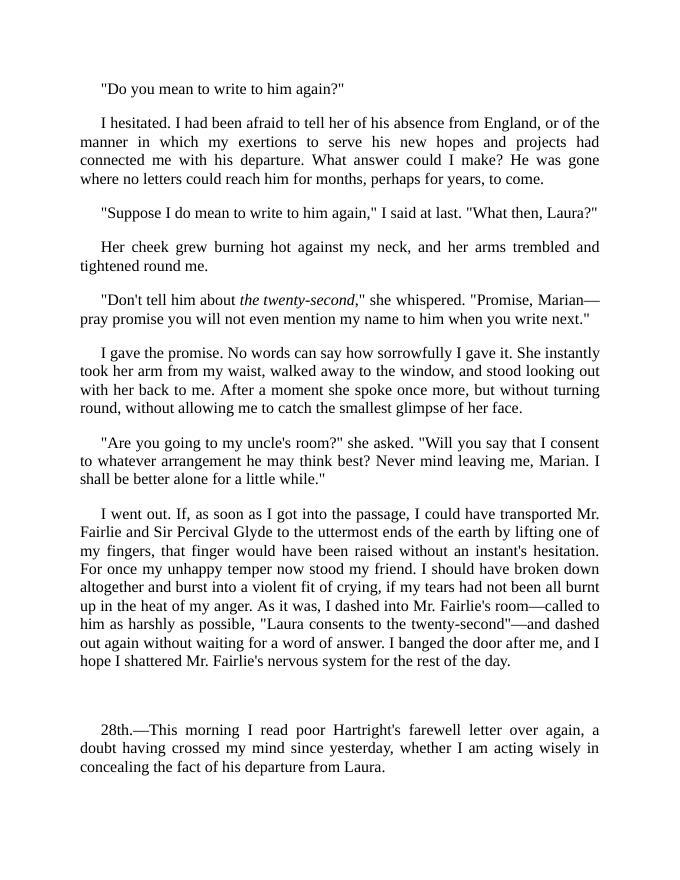 "Do you mean to write to him again?"
I hesitated. I had been afraid to tell her of his absence from England, or of the
manner in which my exertions to serve his new hopes and projects had
connected me with his departure. What answer could I make? He was gone
where no letters could reach him for months, perhaps for years, to come.
"Suppose I do mean to write to him again," I said at last. "What then, Laura?"
Her cheek grew burning hot against my neck, and her arms trembled and
tightened round me.
"Don't tell him about the twenty-second," she whispered. "Promise, Marian—
pray promise you will not even mention my name to him when you write next."
I gave the promise. No words can say how sorrowfully I gave it. She instantly
took her arm from my waist, walked away to the window, and stood looking out
with her back to me. After a moment she spoke once more, but without turning
round, without allowing me to catch the smallest glimpse of her face.
"Are you going to my uncle's room?" she asked. "Will you say that I consent
to whatever arrangement he may think best? Never mind leaving me, Marian. I
shall be better alone for a little while."
I went out. If, as soon as I got into the passage, I could have transported Mr.
Fairlie and Sir Percival Glyde to the uttermost ends of the earth by lifting one of
my fingers, that finger would have been raised without an instant's hesitation.
For once my unhappy temper now stood my friend. I should have broken down
altogether and burst into a violent fit of crying, if my tears had not been all burnt
up in the heat of my anger. As it was, I dashed into Mr. Fairlie's room—called to
him as harshly as possible, "Laura consents to the twenty-second"—and dashed
out again without waiting for a word of answer. I banged the door after me, and I
hope I shattered Mr. Fairlie's nervous system for the rest of the day.
28th.—This morning I read poor Hartright's farewell letter over again, a
doubt having crossed my mind since yesterday, whether I am acting wisely in
concealing the fact of his departure from Laura.